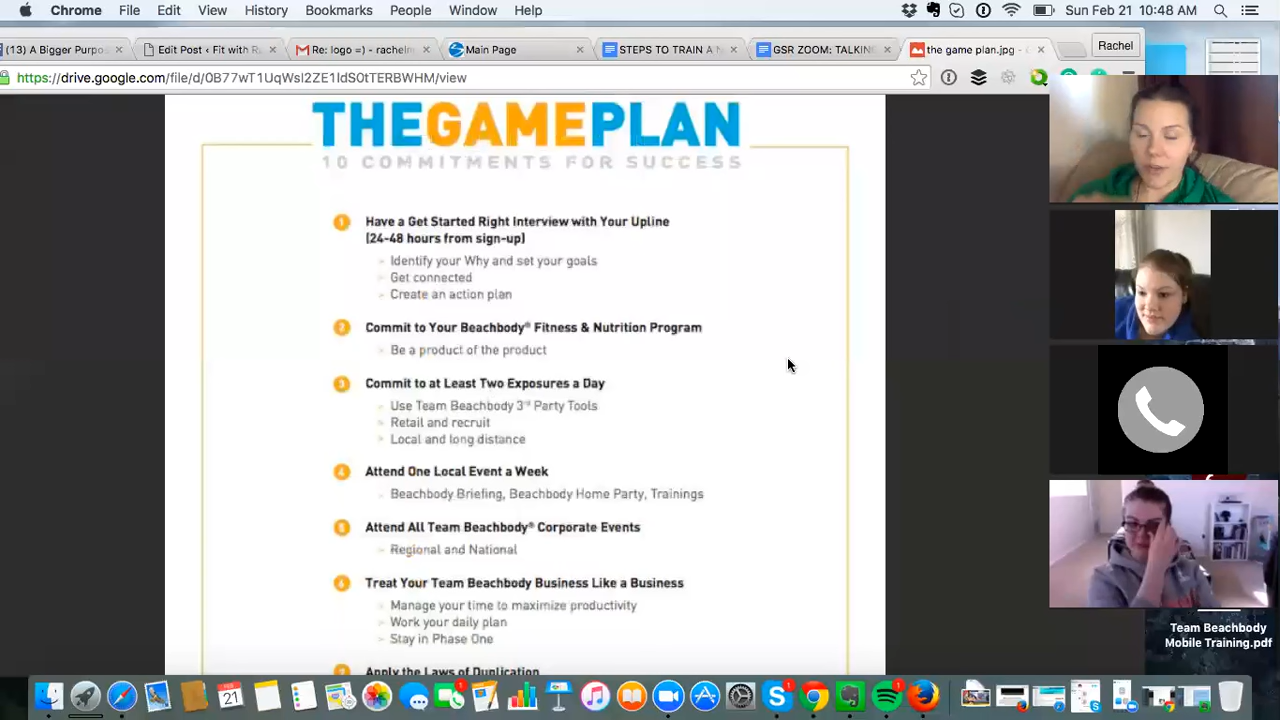 Chrome File Edit View History Bookmarks People Window Help Sun Feb 21 10:48 AM
(13) A Bigger Purpo Edit Post ‹ Fit with R Re: logo =) - rachel Main Page STEPS TO TRAIN A GSR ZOOM: TALKIN the game plan.jpg - Rachel
https://drive.google.com/file/d/ /view
THEGAMEPLAN
10 COMMITMENTS FOR SUCCESS
1 Have a Get Started Right Interview with Your Upline
(24-48 hours from sign-up)
Identify your Why and set your goals
Get connected
Create an action plan
2 Commit to Your Beachbody® Fitness & Nutrition Program
Be a product of the product
3 Commit to at Least Two Exposures a Day
Use Team Beachbody 3rd Party Tools
Retail and recruit
Local and long distance
4 Attend One Local Event a Week
Beachbody Briefing, Beachbody Home Party, Trainings
5 Attend All Team Beachbody® Corporate Events
Regional and National
6 Treat Your Team Beachbody Business Like a Business
Manage your time to maximize productivity
Work your daily plan
Stay in Phase One
7 Apply the Laws of Duplication
Team Beachbody
Mobile Training.pdf
FEB
21